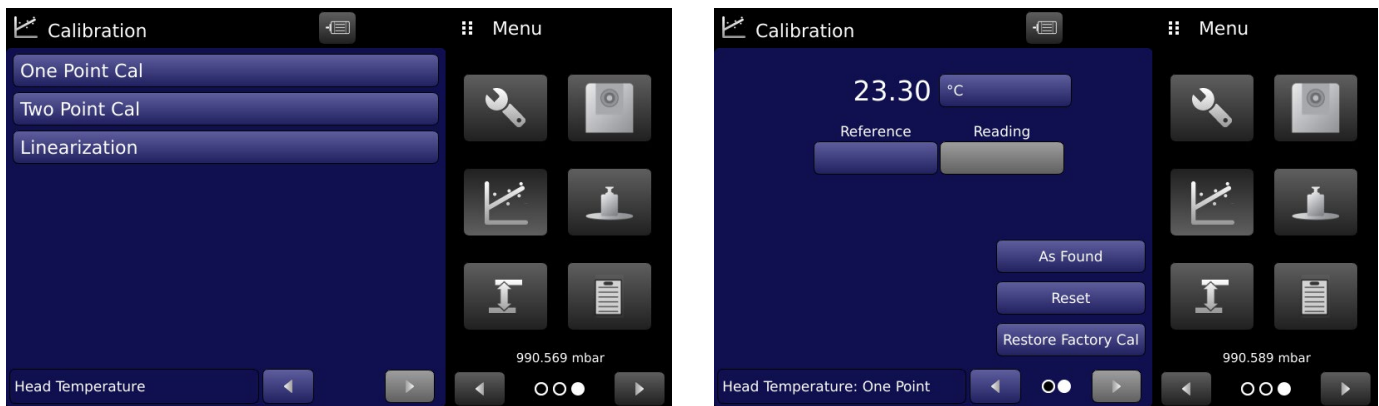 Calibration
Menu
One Point Cal
Two Point Cal
Linearization
990.569 mbar
Head Temperature
Calibration
Menu
23.30 °C
Reference Reading
As Found
Reset
Restore Factory Cal
990.589 mbar
Head Temperature: One Point